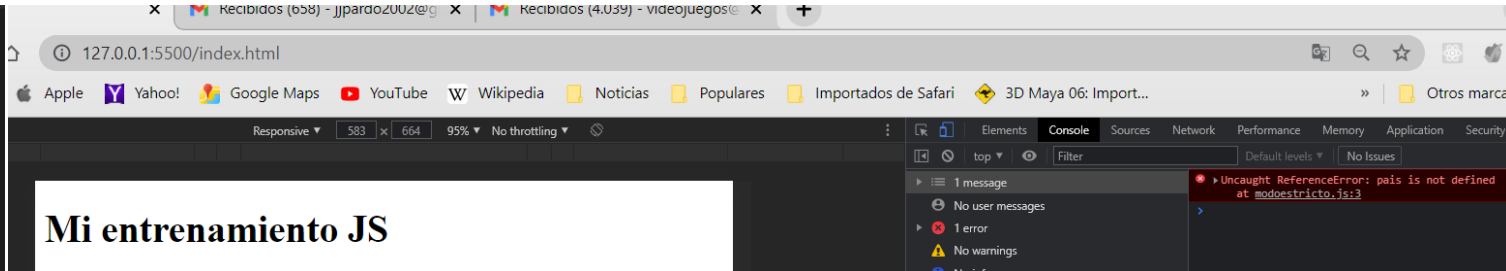 Recibidos (658) - jjpardo2002@g
Recibidos (4.039) - videojuegos@
127.0.0.1:5500/index.html
Apple Yahoo! Google Maps YouTube Wikipedia Noticias Populares Importados de Safari 3D Maya 06: Import... » Otros marca
Responsive ▼ 583 × 664 95% ▼ No throttling ▼
Elements Console Sources Network Performance Memory Application Security
top ▼ Filter Default levels ▼ No Issues
1 message
No user messages
1 error
No warnings
Uncaught ReferenceError: pais is not defined
at modoestricto.js:3
Mi entrenamiento JS